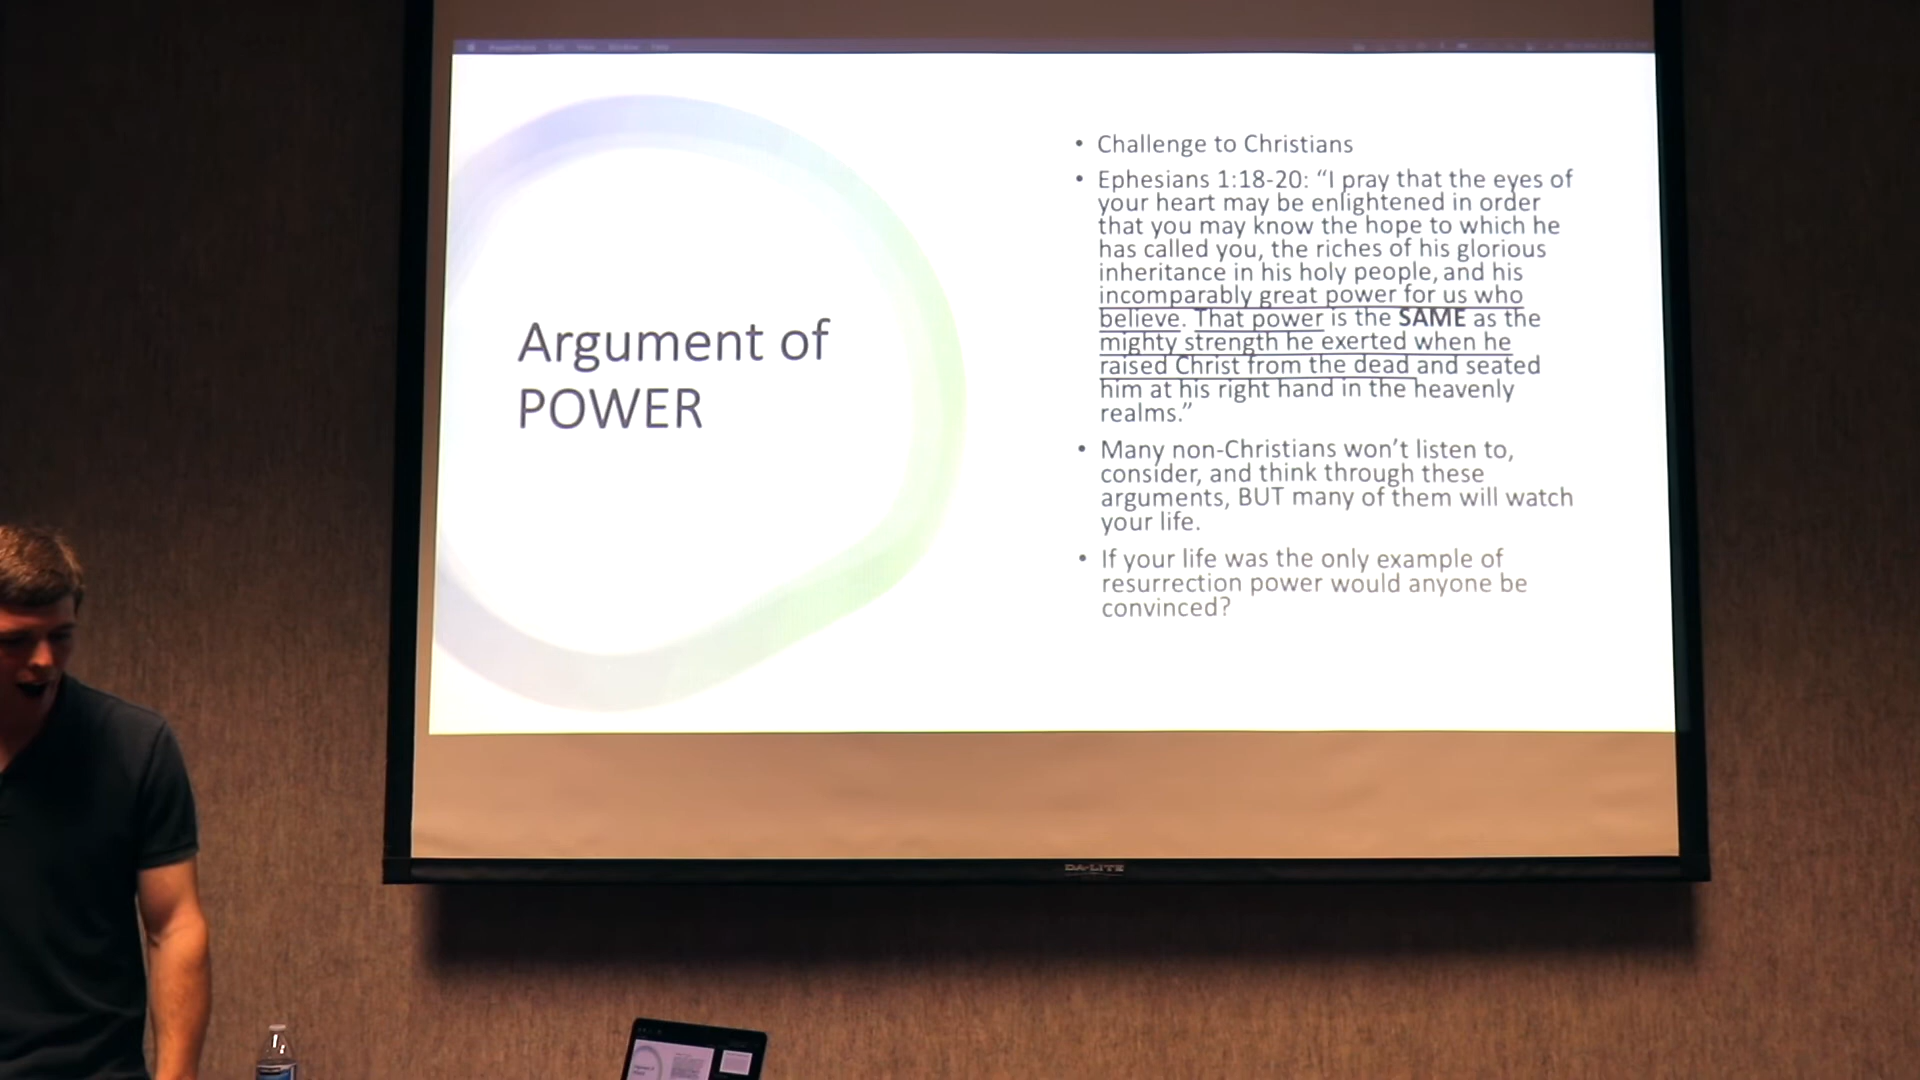 Argument of
POWER
• Challenge to Christians
• Ephesians 1:18-20: “I pray that the eyes of
your heart may be enlightened in order
that you may know the hope to which he
has called you, the riches of his glorious
inheritance in his holy people, and his
incomparably great power for us who
believe. That power is the SAME as the
mighty strength he exerted when he
raised Christ from the dead and seated
him at his right hand in the heavenly
realms.”
• Many non-Christians won’t listen to,
consider, and think through these
arguments, BUT many of them will watch
your life.
• If your life was the only example of
resurrection power would anyone be
convinced?
DA-LITE